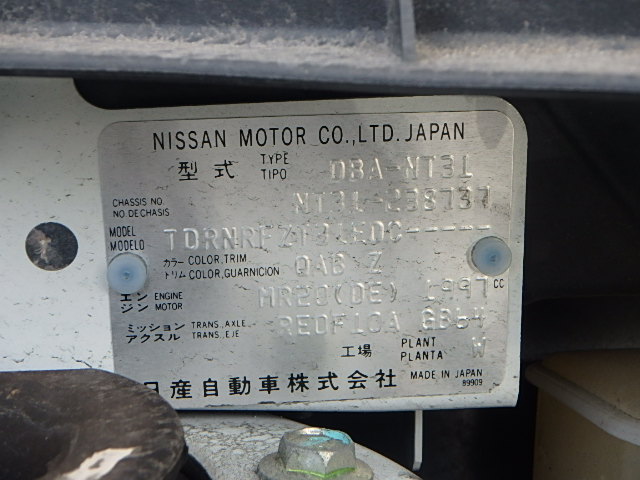 NISSAN MOTOR CO.,LTD. JAPAN
型式 TYPE TIPO DBA-NT31
CHASSIS NO. NO.DE CHASIS NT31-238737
MODEL MODELO
カラー COLOR,TRIM トリム COLOR,GUARNICION QAB Z
エンジン ENGINE MOTOR MR20(DE) 1997 CC
ミッション TRANS.,AXLE アクスル TRANS.,EJE RE0F10A GB64
工場 PLANT PLANTA W
日産自動車株式会社 MADE IN JAPAN
89909